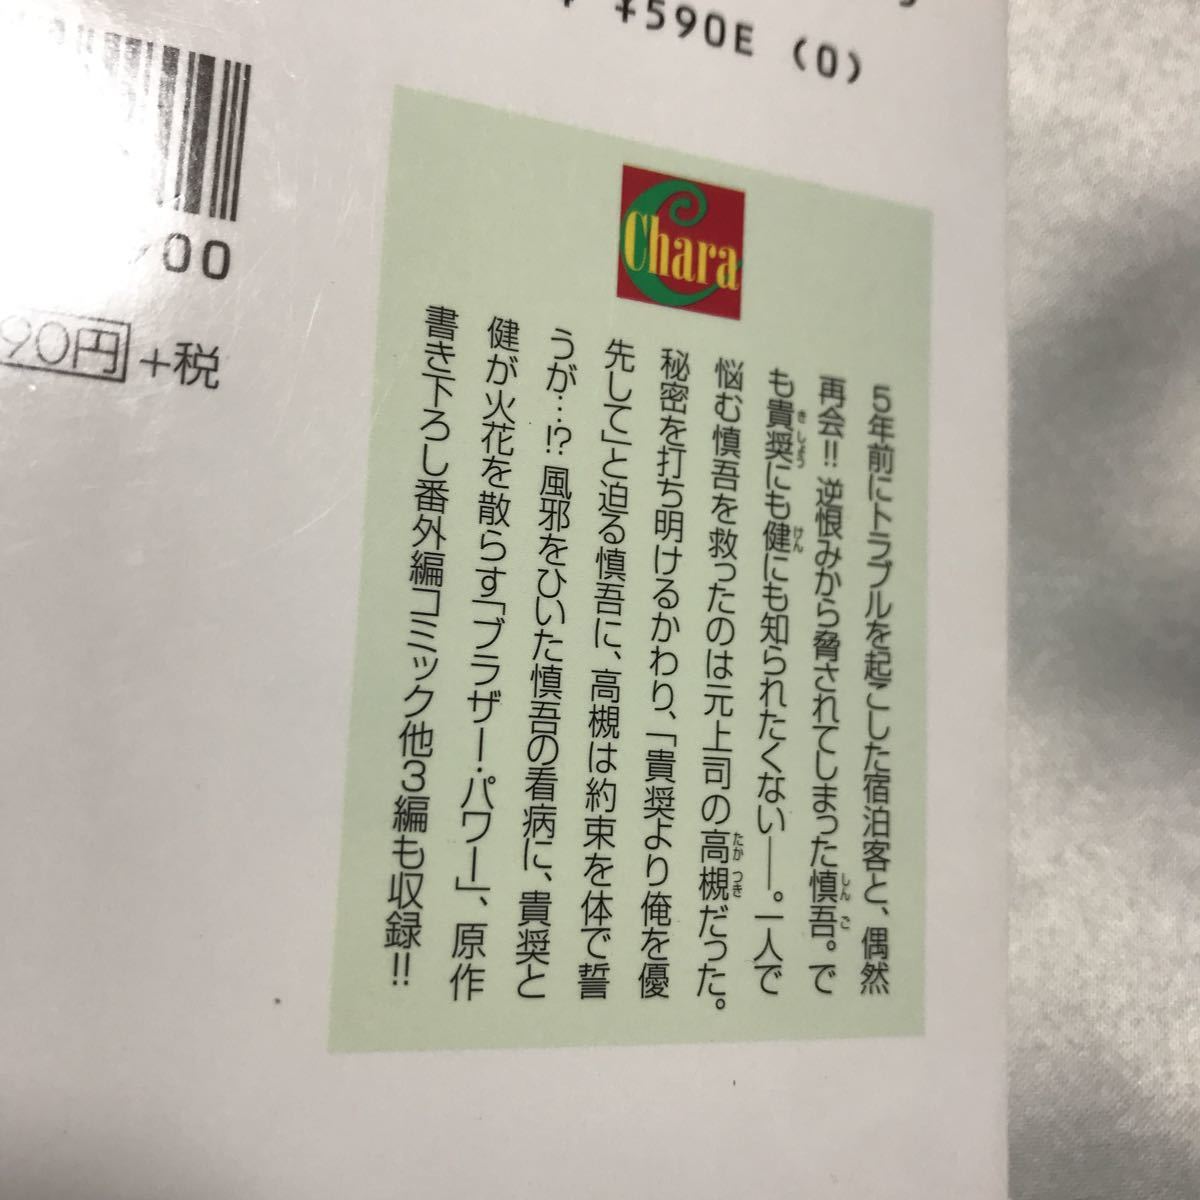 ¥590E (0)
00
90円 +税
Chara
5年前にトラブルを起こした宿泊客と、偶然
再会!! 逆恨みから脅されてしまった慎吾。で
も貴奨にも健にも知られたくない――。一人で
悩む慎吾を救ったのは元上司の高槻だった。
秘密を打ち明けるかわり、「貴奨より俺を優
先して」と迫る慎吾に、高槻は約束を体で誓
うが…!? 風邪をひいた慎吾の看病に、貴奨と
健が火花を散らす「ブラザー・パワー」、原作
書き下ろし番外編コミック他3編も収録!!